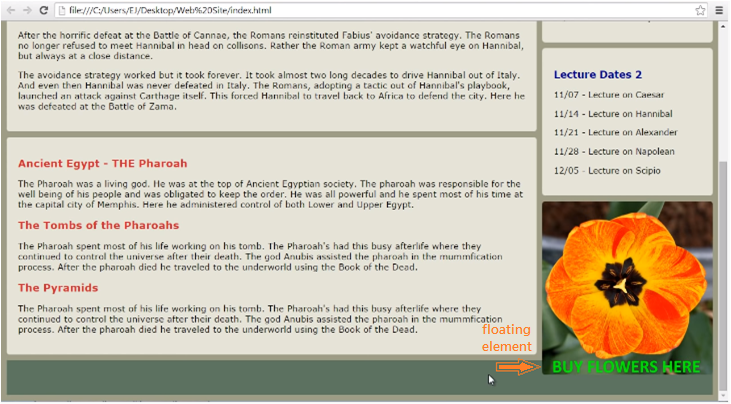 file:///C:/Users/EJ/Desktop/Web%20Site/index.html
After the horrific defeat at the Battle of Cannae, the Romans reinstituted Fabius' avoidance strategy. The Romans
no longer refused to meet Hannibal in head on collisons. Rather the Roman army kept a watchful eye on Hannibal,
but always at a close distance.
The avoidance strategy worked but it took forever. It took almost two long decades to drive Hannibal out of Italy.
And even then Hannibal was never defeated in Italy. The Romans, adopting a tactic out of Hannibal's playbook,
launched an attack against Carthage itself. This forced Hannibal to travel back to Africa to defend the city. Here he
was defeated at the Battle of Zama.
Ancient Egypt - THE Pharoah
The Pharoah was a living god. He was at the top of Ancient Egyptian society. The pharoah was responsible for the
well being of his people and was obligated to keep the order. He was all powerful and he spent most of his time at
the capital city of Memphis. Here he administered control of both Lower and Upper Egypt.
The Tombs of the Pharoahs
The Pharoah spent most of his life working on his tomb. The Pharoah's had this busy afterlife where they
continued to control the universe after their death. The god Anubis assisted the pharoah in the mummfication
process. After the pharoah died he traveled to the underworld using the Book of the Dead.
The Pyramids
The Pharoah spent most of his life working on his tomb. The Pharoah's had this busy afterlife where they
continued to control the universe after their death. The god Anubis assisted the pharoah in the mummfication
process. After the pharoah died he traveled to the underworld using the Book of the Dead.
Lecture Dates 2
11/07 - Lecture on Caesar
11/14 - Lecture on Hannibal
11/21 - Lecture on Alexander
11/28 - Lecture on Napolean
12/05 - Lecture on Scipio
floating
element
BUY FLOWERS HERE